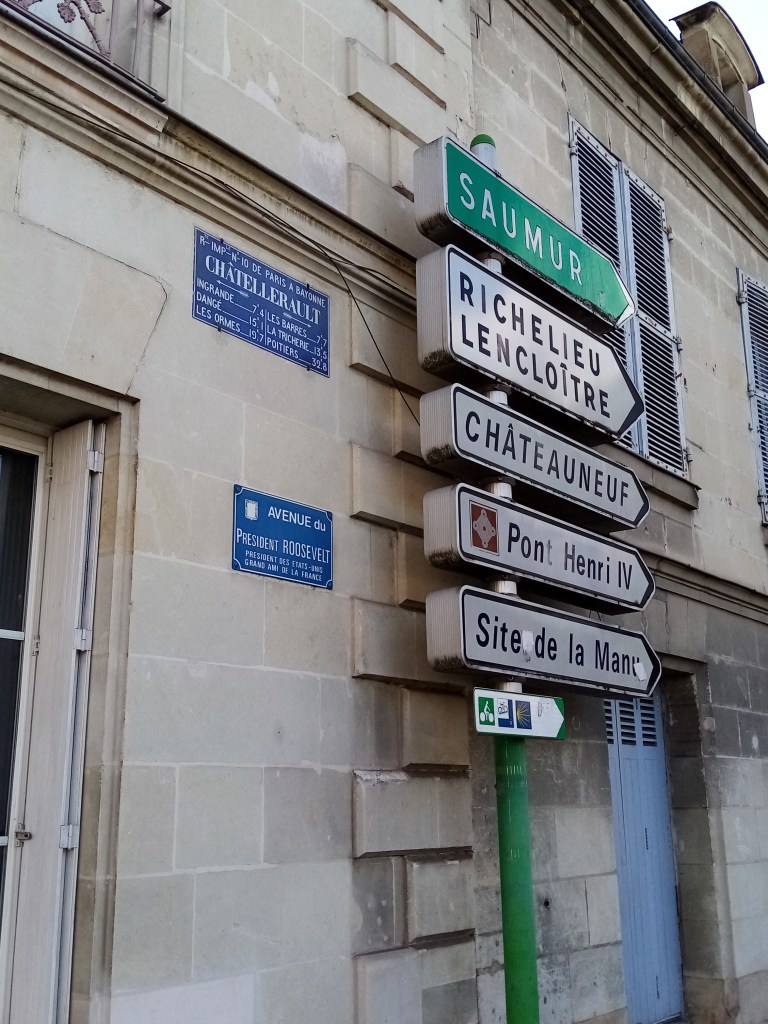 Rte IMPle No 10 DE PARIS A BAYONNE
CHÂTELLERAULT
INGRANDE 7,4 LES BARRES 7,7
DANGÉ 15,1 LA TRICHERIE 13,5
LES ORMES 19,7 POITIERS 32,8
AVENUE du
PRESIDENT ROOSEVELT
PRESIDENT DES ETATS-UNIS
GRAND AMI DE LA FRANCE
SAUMUR
RICHELIEU
LENCLOÎTRE
CHÂTEAUNEUF
Pont Henri IV
Site de la Manu